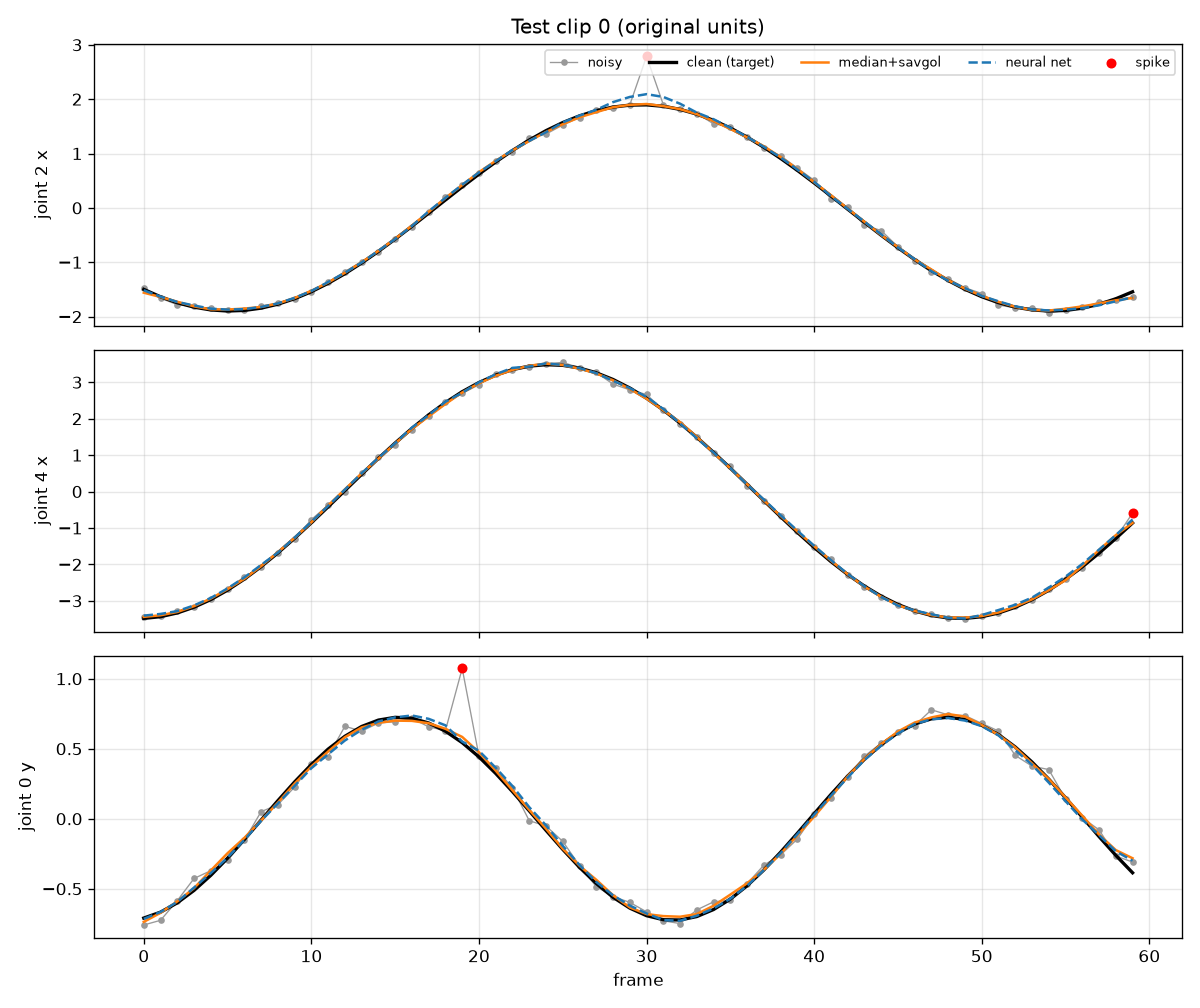 Test clip 0 (original units)
noisy clean (target) median+savgol neural net spike
joint 2 x
3
2
1
0
−1
−2
joint 4 x
3
2
1
0
−1
−2
−3
joint 0 y
1.0
0.5
0.0
−0.5
0 10 20 30 40 50 60
frame